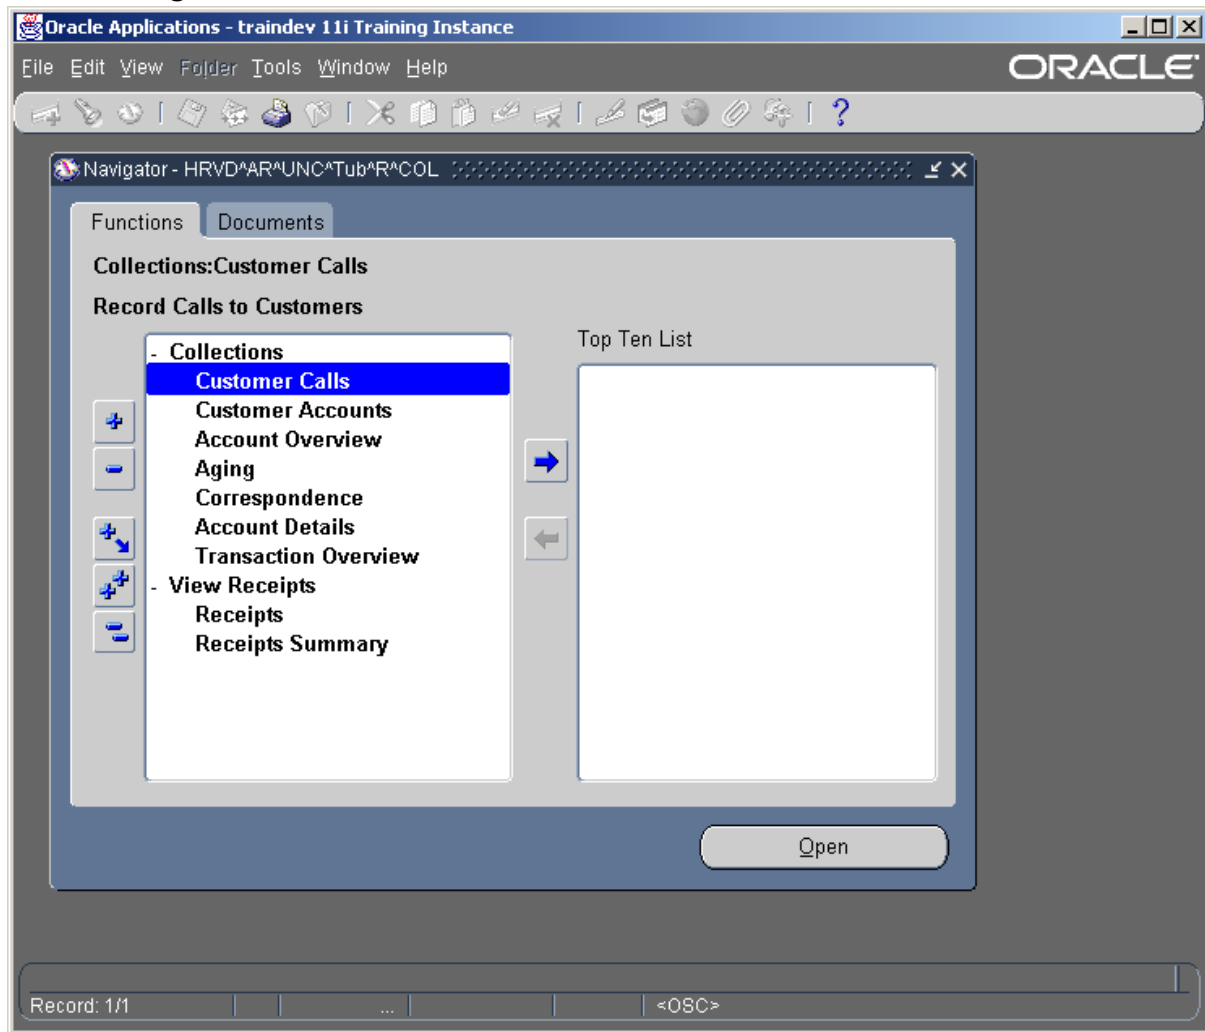 Oracle Applications - traindev 11i Training Instance
File Edit View Folder Tools Window Help
ORACLE
Navigator - HRVD^AR^UNC^Tub^R^COL
Functions Documents
Collections:Customer Calls
Record Calls to Customers
Top Ten List
- Collections
Customer Calls
Customer Accounts
Account Overview
Aging
Correspondence
Account Details
Transaction Overview
- View Receipts
Receipts
Receipts Summary
Open
Record: 1/1 ... <OSC>